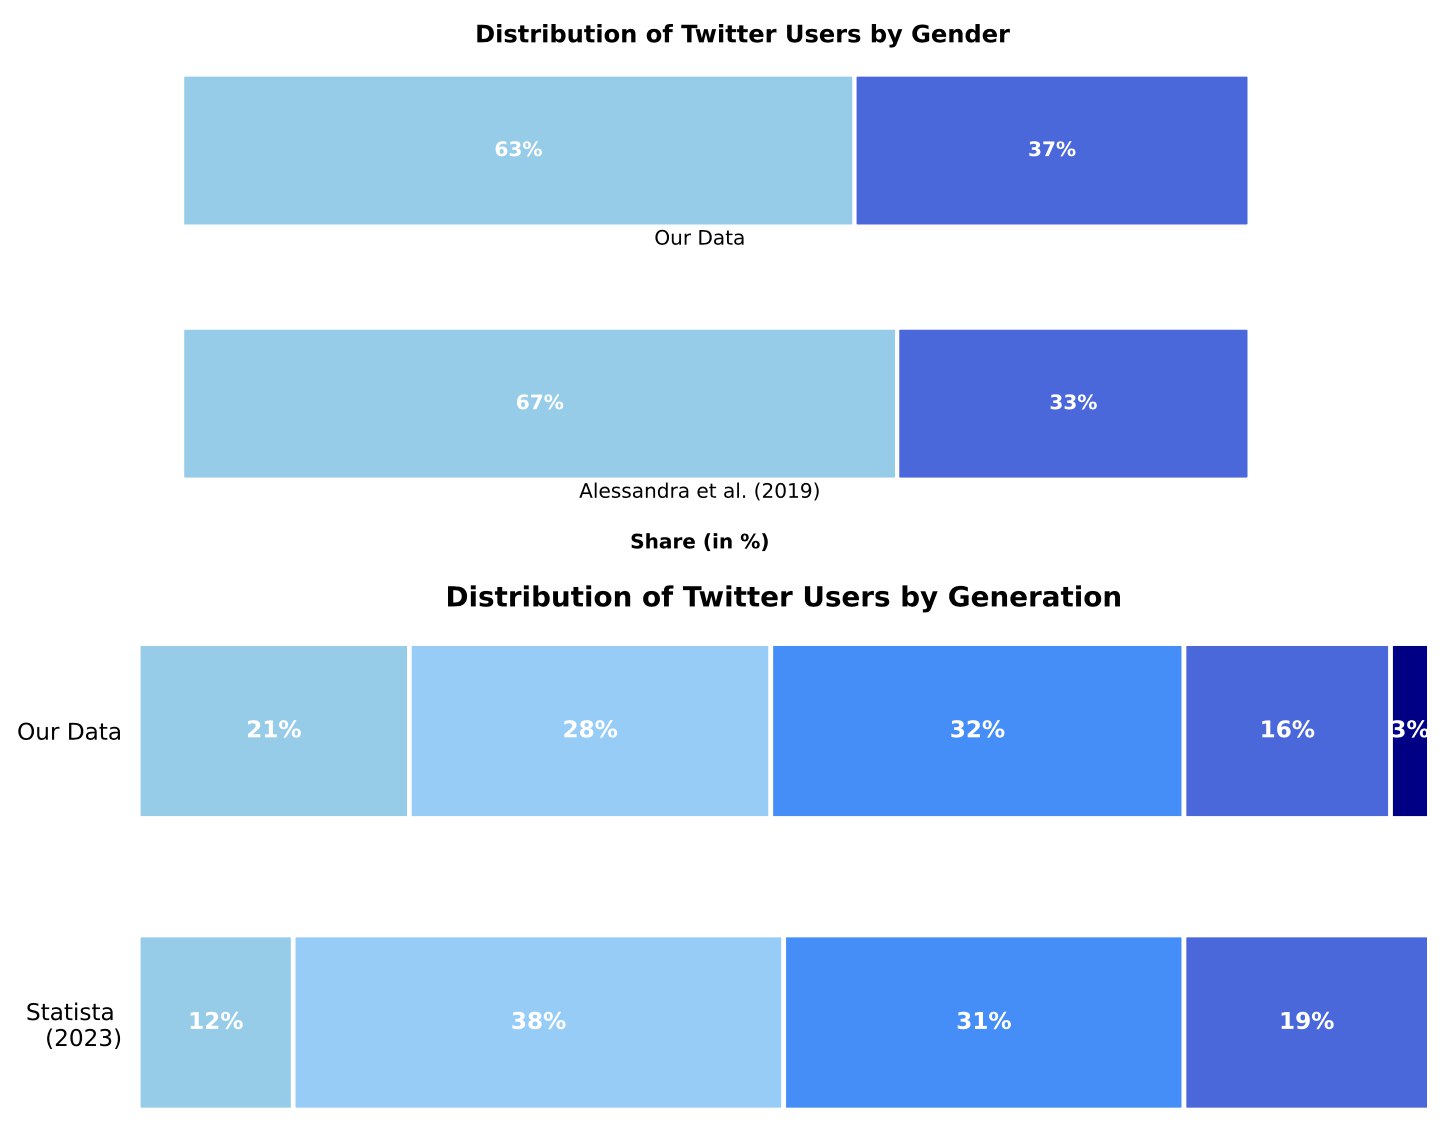 Distribution of Twitter Users by Gender
63%
37%
Our Data
67%
33%
Alessandra et al. (2019)
Share (in %)
Distribution of Twitter Users by Generation
Our Data
21%
28%
32%
16%
3%
Statista
(2023)
12%
38%
31%
19%